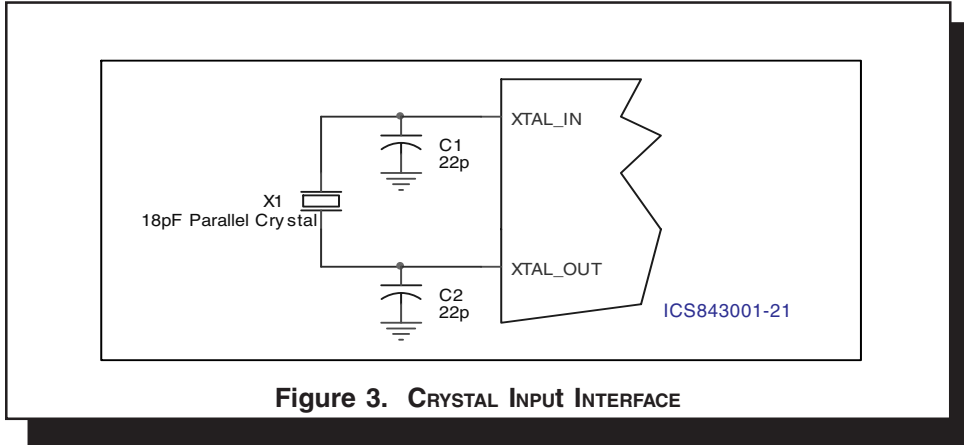 XTAL_IN
C1
22p
X1
18pF Parallel Crystal
XTAL_OUT
C2
22p
ICS843001-21
Figure 3. CRYSTAL INPUT INTERFACE